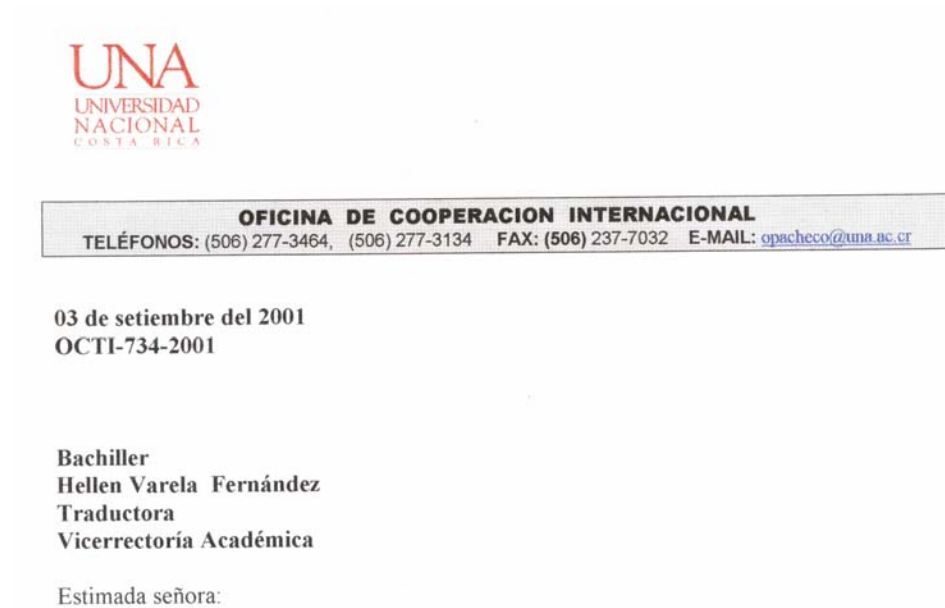 UNA
UNIVERSIDAD
NACIONAL
COSTA RICA
OFICINA DE COOPERACION INTERNACIONAL
TELÉFONOS: (506) 277-3464, (506) 277-3134 FAX: (506) 237-7032 E-MAIL: opacheco@una.ac.cr
03 de setiembre del 2001
OCTI-734-2001
Bachiller
Hellen Varela Fernández
Traductora
Vicerrectoría Académica
Estimada señora: